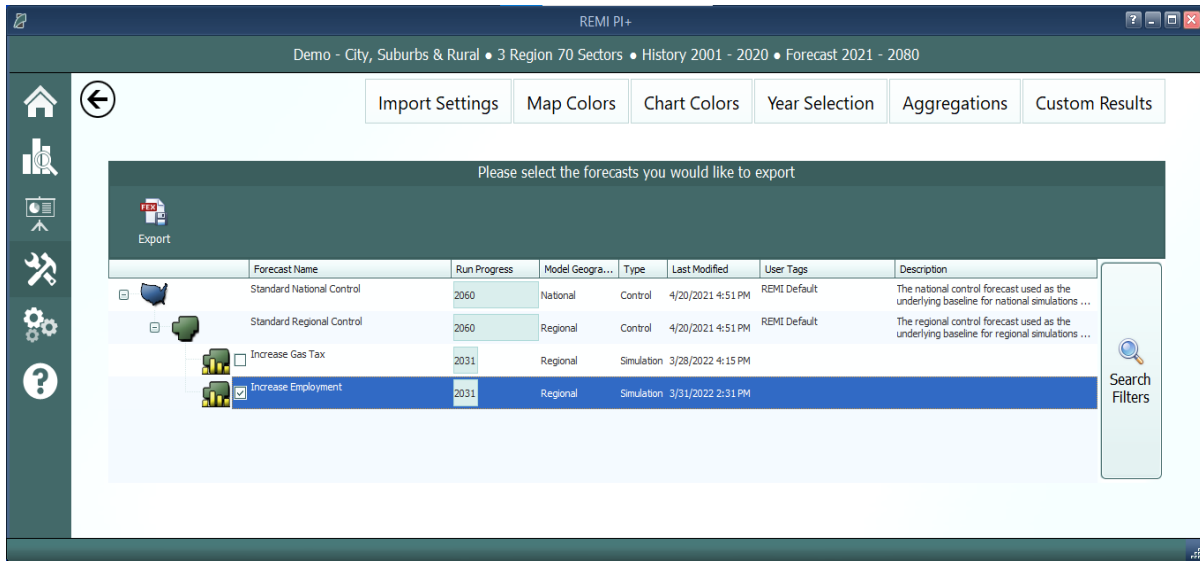 REMI PI+
Demo - City, Suburbs & Rural ● 3 Region 70 Sectors ● History 2001 - 2020 ● Forecast 2021 - 2080
Import Settings Map Colors Chart Colors Year Selection Aggregations Custom Results
Please select the forecasts you would like to export
FEX
Export
Forecast Name Run Progress Model Geogra... Type Last Modified User Tags Description
Standard National Control 2060 National Control 4/20/2021 4:51 PM REMI Default The national control forecast used as the
underlying baseline for national simulations ...
Standard Regional Control 2060 Regional Control 4/20/2021 4:51 PM REMI Default The regional control forecast used as the
underlying baseline for regional simulations ...
Increase Gas Tax 2031 Regional Simulation 3/28/2022 4:15 PM
Increase Employment 2031 Regional Simulation 3/31/2022 2:31 PM
Search
Filters